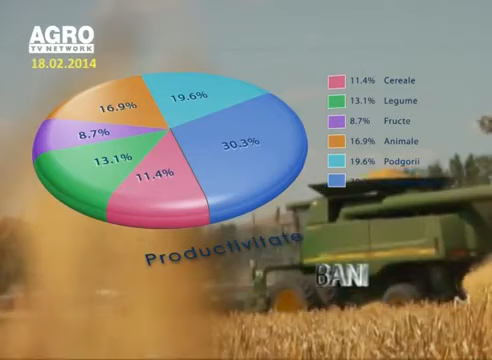 AGRO
TV NETWORK
18.02.2014
16.9%
19.6%
8.7%
30.3%
13.1%
11.4%
Productivitate
11.4% Cereale
13.1% Legume
8.7% Fructe
16.9% Animale
19.6% Podgorii
BANI